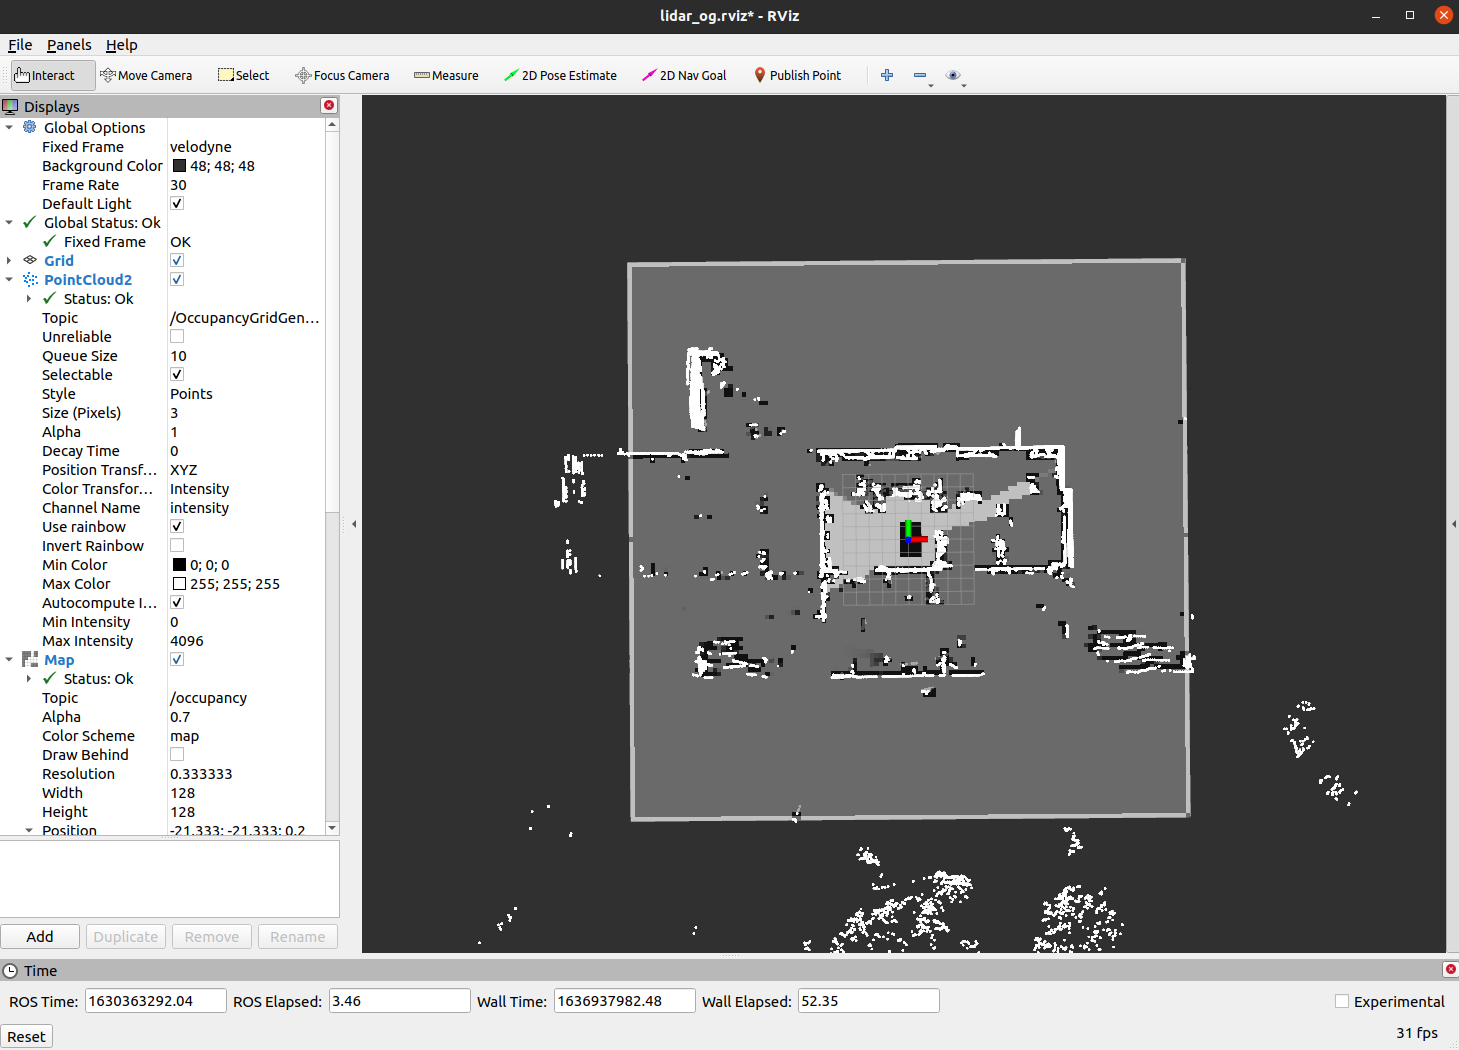 lidar_og.rviz* - RViz
File Panels Help
Interact Move Camera Select Focus Camera Measure 2D Pose Estimate 2D Nav Goal Publish Point
Displays
Global Options
Fixed Frame velodyne
Background Color 48; 48; 48
Frame Rate 30
Default Light
Global Status: Ok
Fixed Frame OK
Grid
PointCloud2
Status: Ok
Topic /OccupancyGridGen...
Unreliable
Queue Size 10
Selectable
Style Points
Size (Pixels) 3
Alpha 1
Decay Time 0
Position Transf... XYZ
Color Transfor... Intensity
Channel Name intensity
Use rainbow
Invert Rainbow
Min Color 0; 0; 0
Max Color 255; 255; 255
Autocompute I...
Min Intensity 0
Max Intensity 4096
Map
Status: Ok
Topic /occupancy
Alpha 0.7
Color Scheme map
Draw Behind
Resolution 0.333333
Width 128
Height 128
Position -21.333; -21.333; 0.2
Add Duplicate Remove Rename
Time
ROS Time: 1630363292.04 ROS Elapsed: 3.46 Wall Time: 1636937982.48 Wall Elapsed: 52.35 Experimental
Reset 31 fps